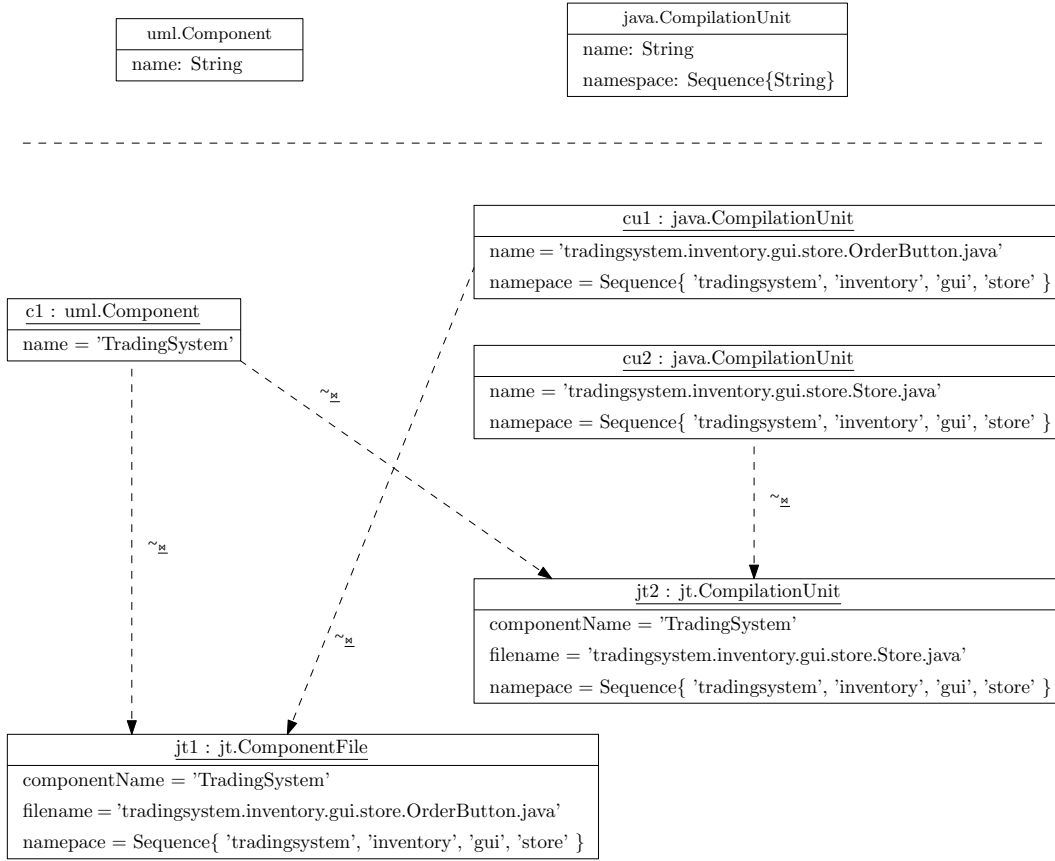 uml.Component
name: String
java.CompilationUnit
name: String
namespace: Sequence{String}
cu1 : java.CompilationUnit
name = 'tradingsystem.inventory.gui.store.OrderButton.java'
namepace = Sequence{ 'tradingsystem', 'inventory', 'gui', 'store' }
c1 : uml.Component
name = 'TradingSystem'
cu2 : java.CompilationUnit
name = 'tradingsystem.inventory.gui.store.Store.java'
namepace = Sequence{ 'tradingsystem', 'inventory', 'gui', 'store' }
~⋈
~⋈
~⋈
jt2 : jt.CompilationUnit
componentName = 'TradingSystem'
filename = 'tradingsystem.inventory.gui.store.Store.java'
namepace = Sequence{ 'tradingsystem', 'inventory', 'gui', 'store' }
~⋈
jt1 : jt.ComponentFile
componentName = 'TradingSystem'
filename = 'tradingsystem.inventory.gui.store.OrderButton.java'
namepace = Sequence{ 'tradingsystem', 'inventory', 'gui', 'store' }